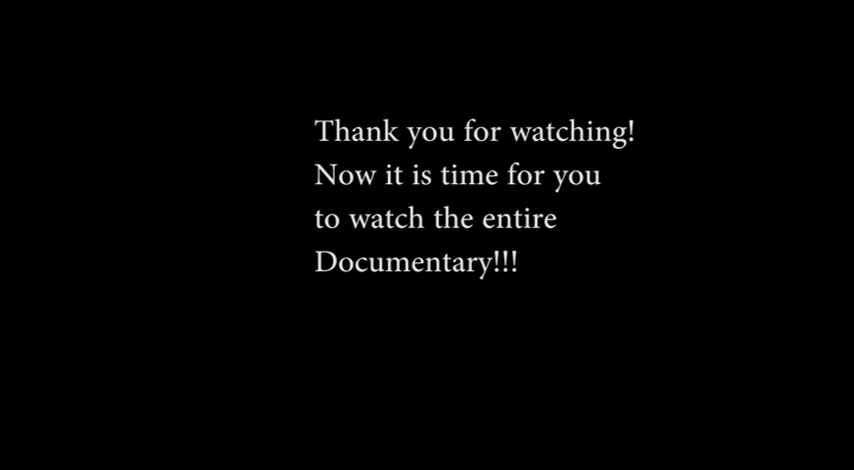 Thank you for watching!
Now it is time for you
to watch the entire
Documentary!!!